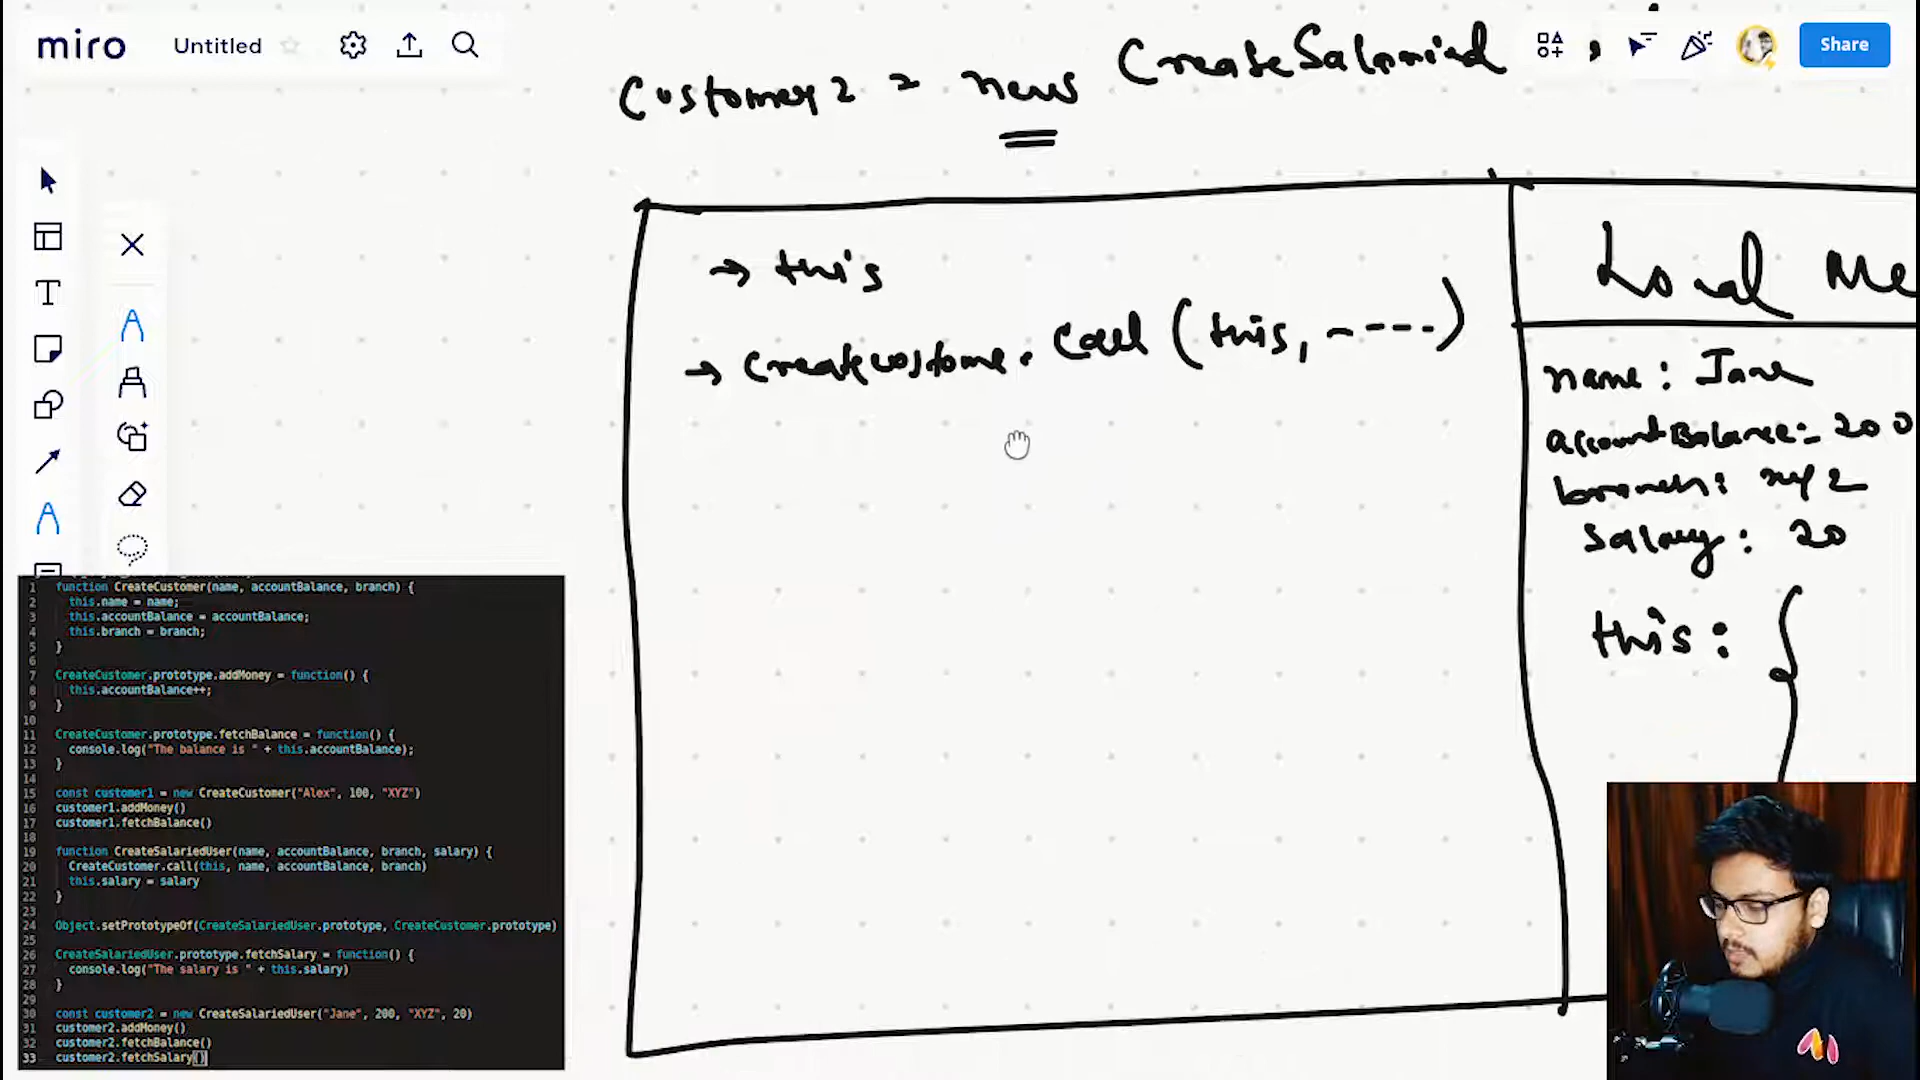 miro Untitled Share
Customer2 = new CreateSalaried
→ this
→ createcustome. Call (this, ----)
Local Me
name: Jane
accountBalance: 200
branch: xyz
Salary: 20
this: {
1 function CreateCustomer(name, accountBalance, branch) {
2 this.name = name;
3 this.accountBalance = accountBalance;
4 this.branch = branch;
5 }
6
7 CreateCustomer.prototype.addMoney = function() {
8 this.accountBalance++;
9 }
10
11 CreateCustomer.prototype.fetchBalance = function() {
12 console.log("The balance is " + this.accountBalance);
13 }
14
15 const customer1 = new CreateCustomer("Alex", 100, "XYZ")
16 customer1.addMoney()
17 customer1.fetchBalance()
18
19 function CreateSalariedUser(name, accountBalance, branch, salary) {
20 CreateCustomer.call(this, name, accountBalance, branch)
21 this.salary = salary
22 }
23
24 Object.setPrototypeOf(CreateSalariedUser.prototype, CreateCustomer.prototype)
25
26 CreateSalariedUser.prototype.fetchSalary = function() {
27 console.log("The salary is " + this.salary)
28 }
29
30 const customer2 = new CreateSalariedUser("Jane", 200, "XYZ", 20)
31 customer2.addMoney()
32 customer2.fetchBalance()
33 customer2.fetchSalary()